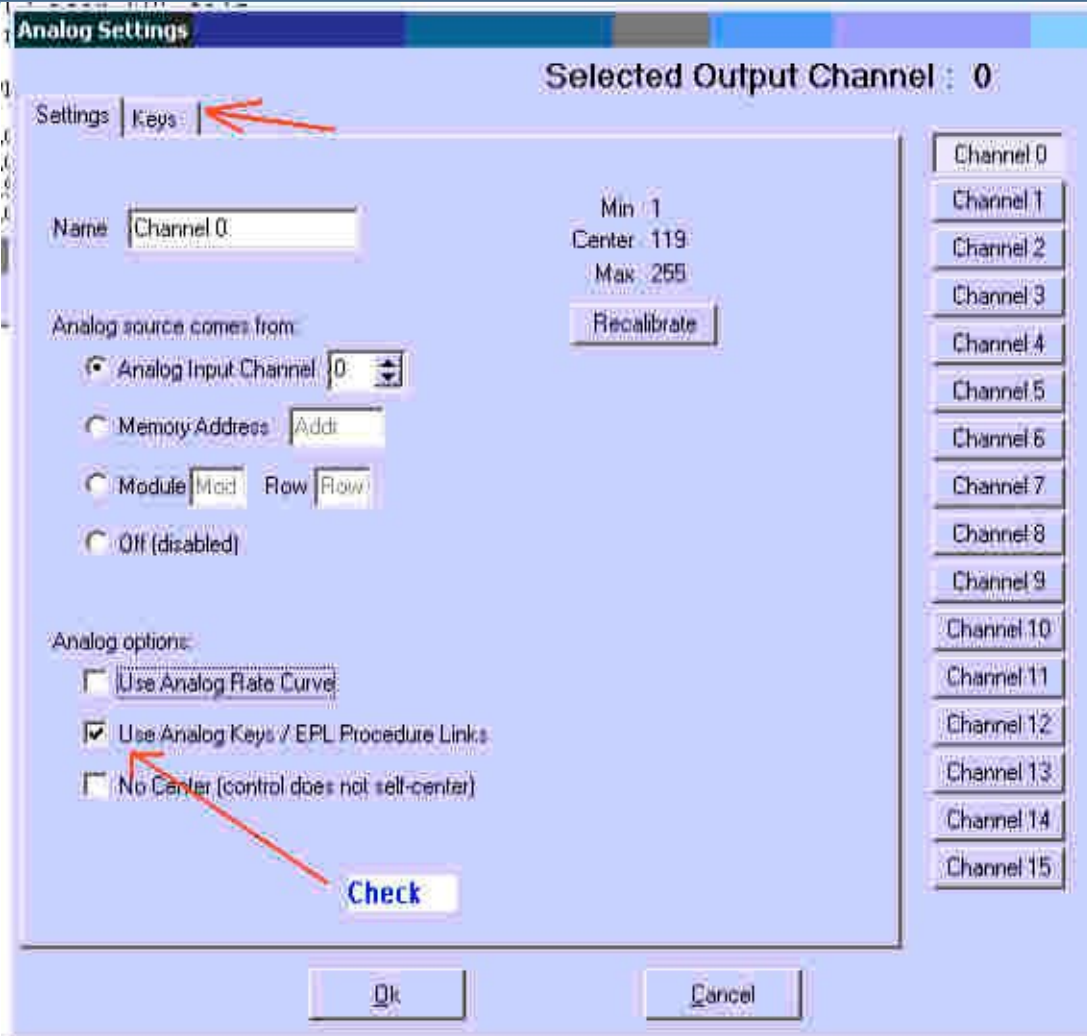 Analog Settings
Selected Output Channel : 0
Settings Keys
Name Channel 0
Min 1
Center 119
Max 255
Recalibrate
Analog source comes from:
Analog Input Channel 0
Memory Address Addr
Module Mod Row Row
Off (disabled)
Analog options:
Use Analog Rate Curve
Use Analog Keys / EPL Procedure Links
No Center (control does not self-center)
Check
Ok Cancel
Channel 0
Channel 1
Channel 2
Channel 3
Channel 4
Channel 5
Channel 6
Channel 7
Channel 8
Channel 9
Channel 10
Channel 11
Channel 12
Channel 13
Channel 14
Channel 15